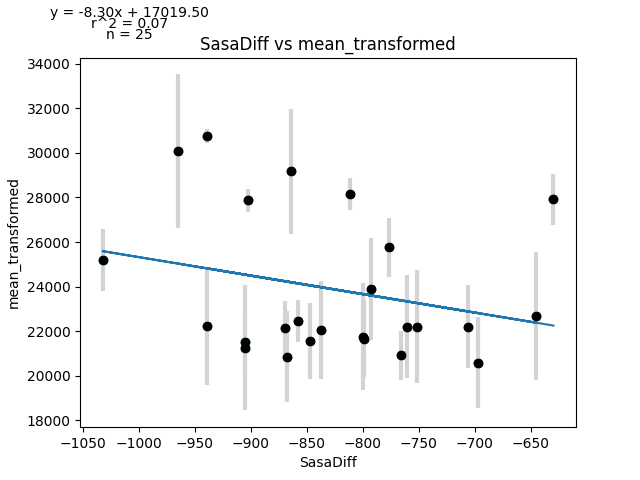 y = -8.30x + 17019.50
r^2 = 0.07
n = 25
SasaDiff vs mean_transformed
34000
32000
30000
28000
26000
24000
22000
20000
18000
mean_transformed
−1050 −1000 −950 −900 −850 −800 −750 −700 −650
SasaDiff